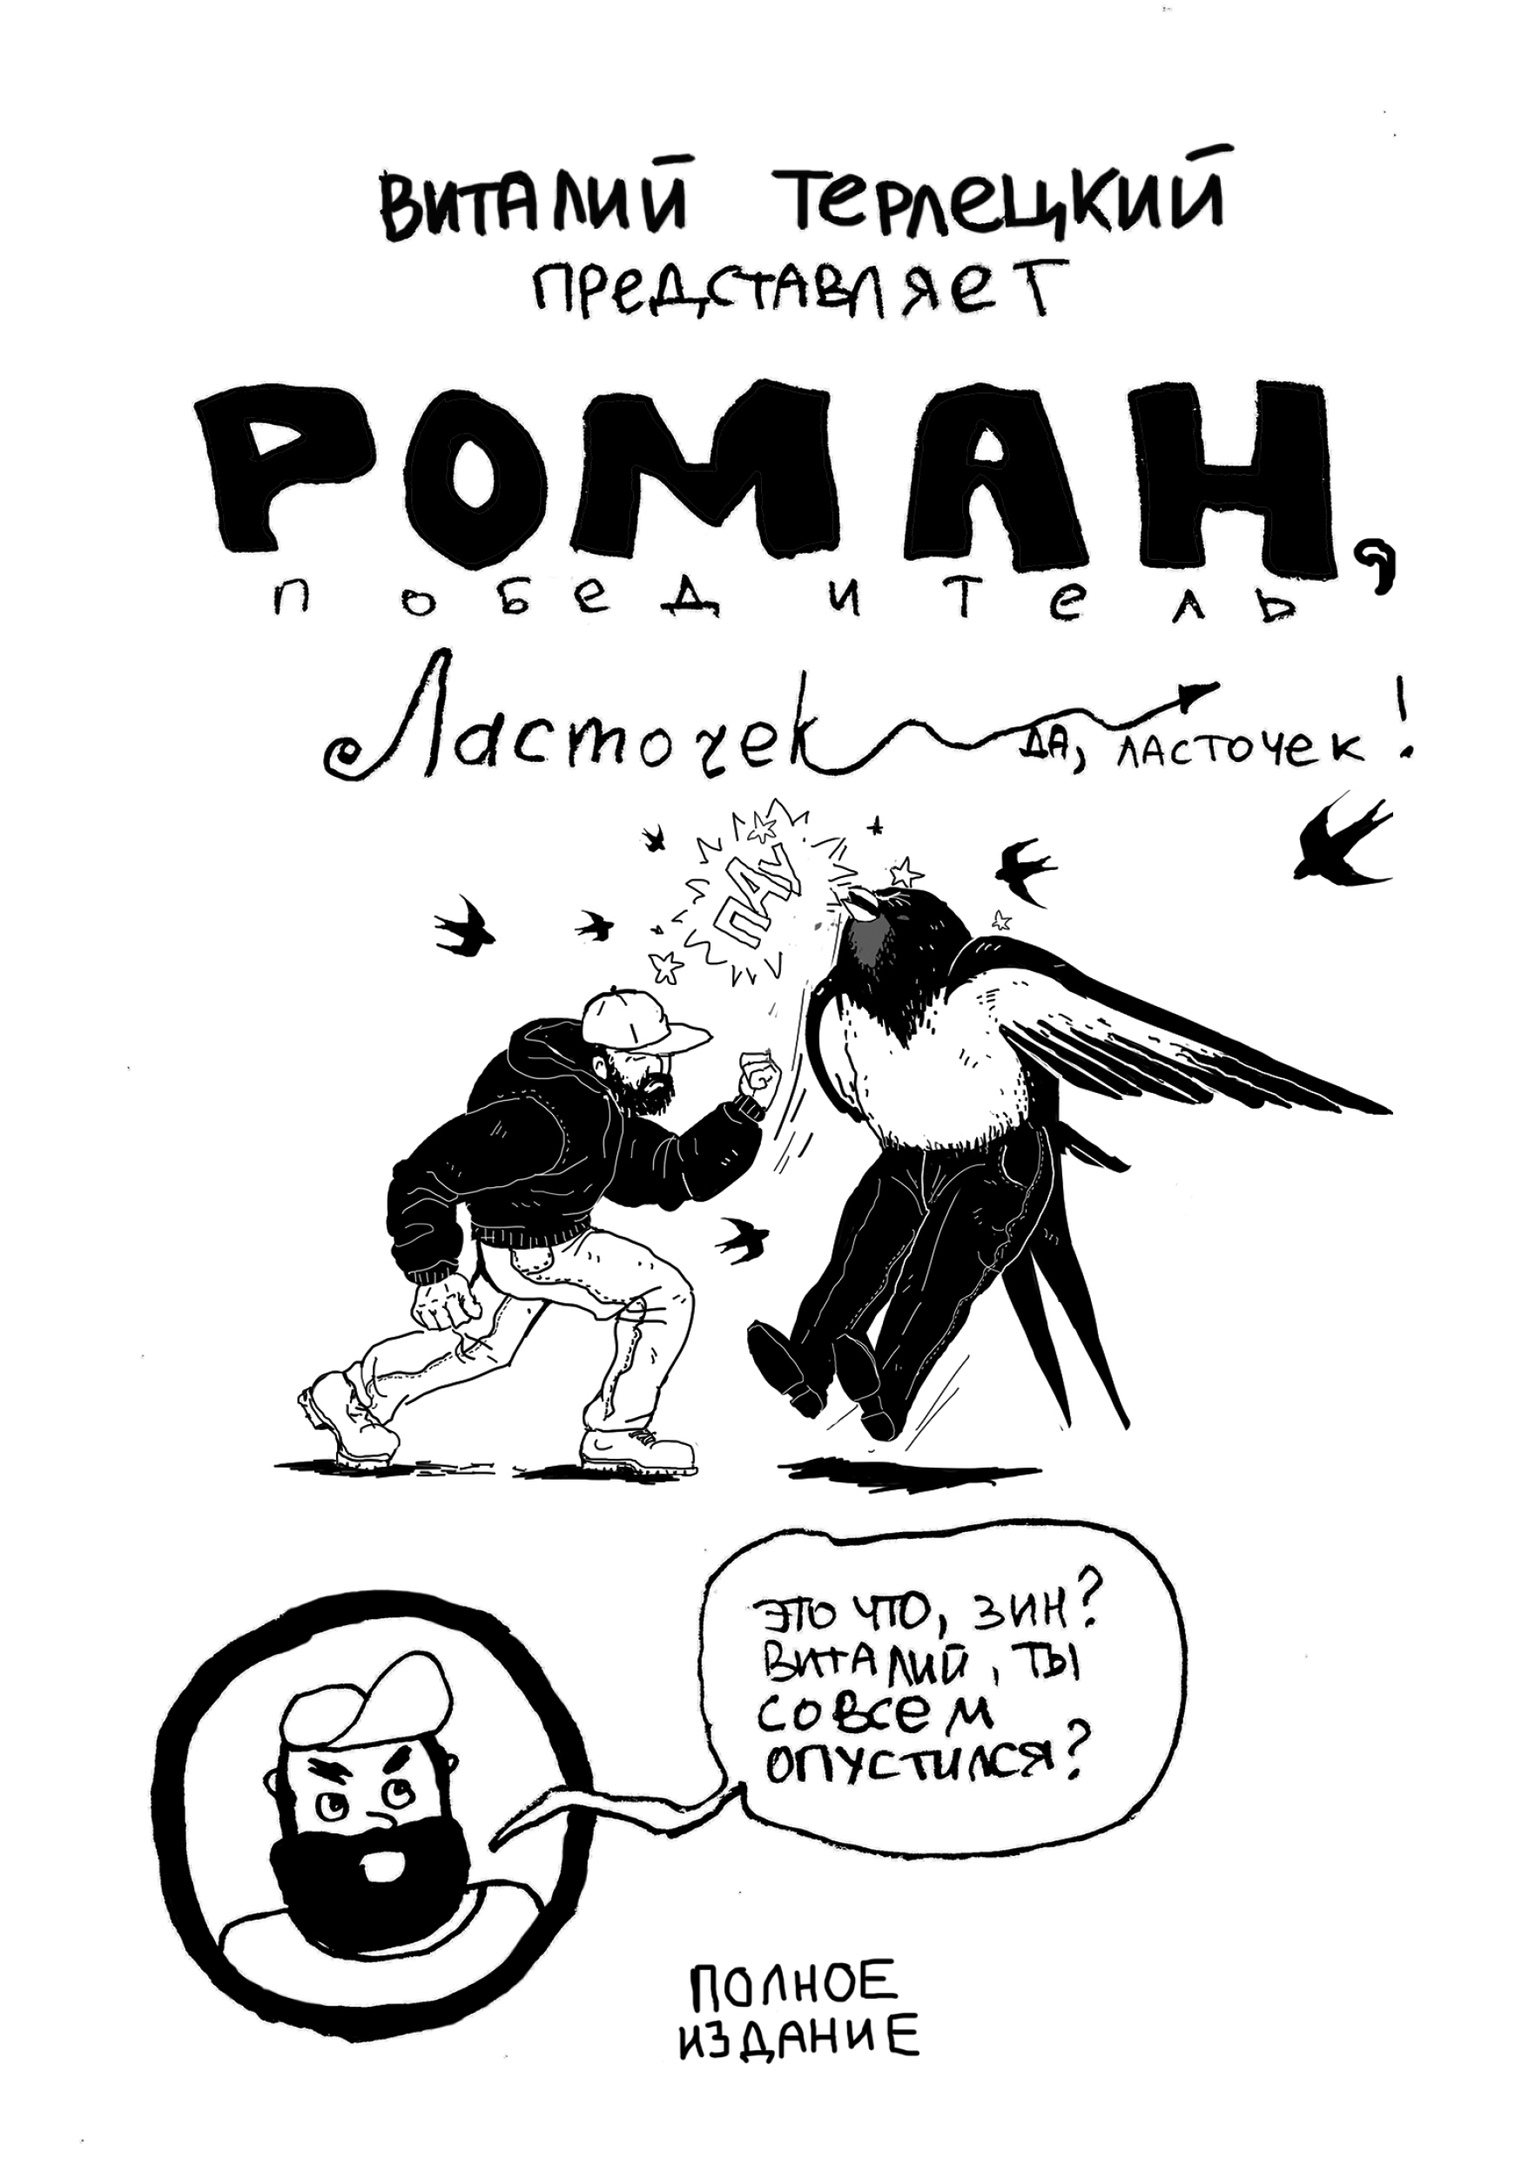 ВИТАЛИЙ ТЕРЛЕЦКИЙ
ПРЕДСТАВЛЯЕТ
РОМАН,
ПОБЕДИТЕЛЬ
Ласточек
ДА, ЛАСТОЧЕК!
ПАУ
ЭТО ЧТО, ЗИН?
ВИТАЛИЙ, ТЫ
СОВСЕМ
ОПУСТИЛСЯ?
ПОЛНОЕ
ИЗДАНИЕ